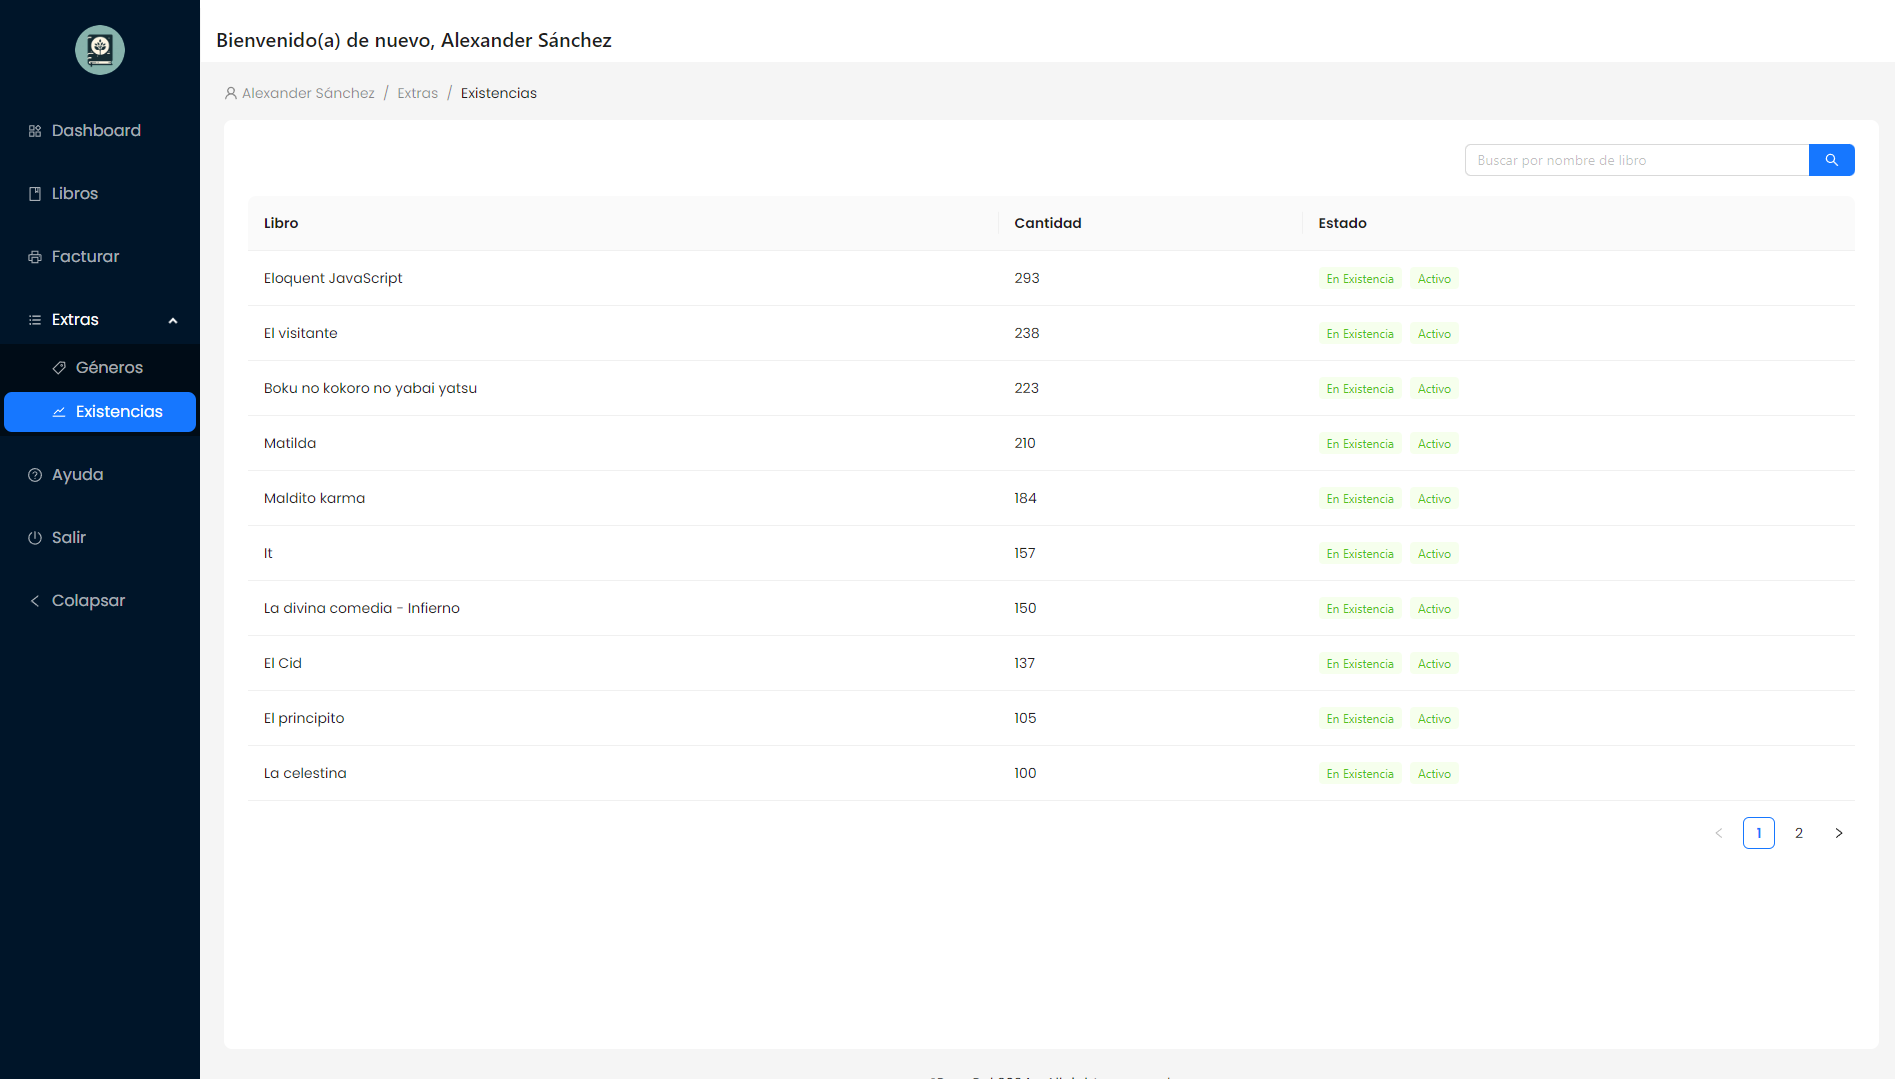 Bienvenido(a) de nuevo, Alexander Sánchez
Alexander Sánchez / Extras / Existencias
Dashboard
Libros
Facturar
Extras
Géneros
Existencias
Ayuda
Salir
Colapsar
Buscar por nombre de libro
Libro Cantidad Estado
Eloquent JavaScript 293 En Existencia Activo
El visitante 238 En Existencia Activo
Boku no kokoro no yabai yatsu 223 En Existencia Activo
Matilda 210 En Existencia Activo
Maldito karma 184 En Existencia Activo
It 157 En Existencia Activo
La divina comedia - Infierno 150 En Existencia Activo
El Cid 137 En Existencia Activo
El principito 105 En Existencia Activo
La celestina 100 En Existencia Activo
< 1 2 >